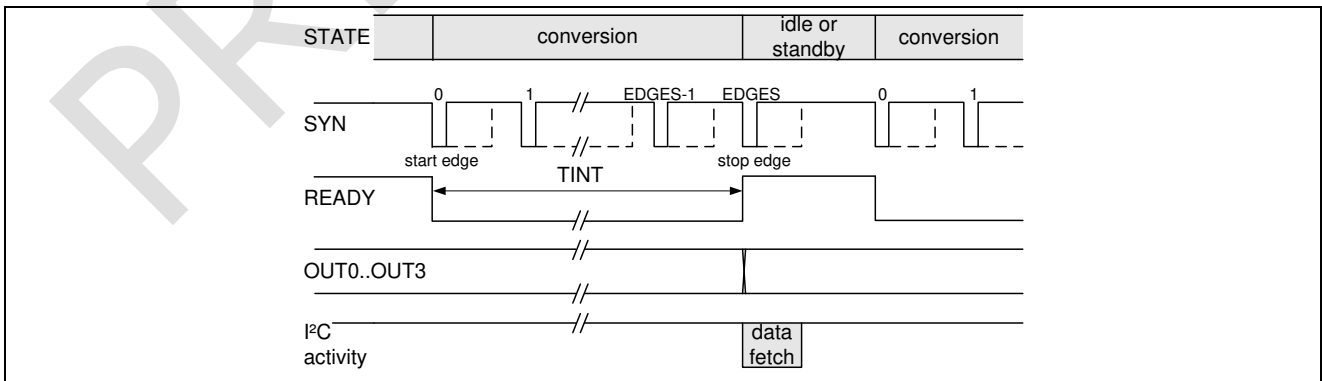 STATE
conversion
idle or
standby
conversion
0 1 EDGES-1 EDGES 0 1
SYN
start edge
stop edge
TINT
READY
OUT0..OUT3
I²C
activity
data
fetch